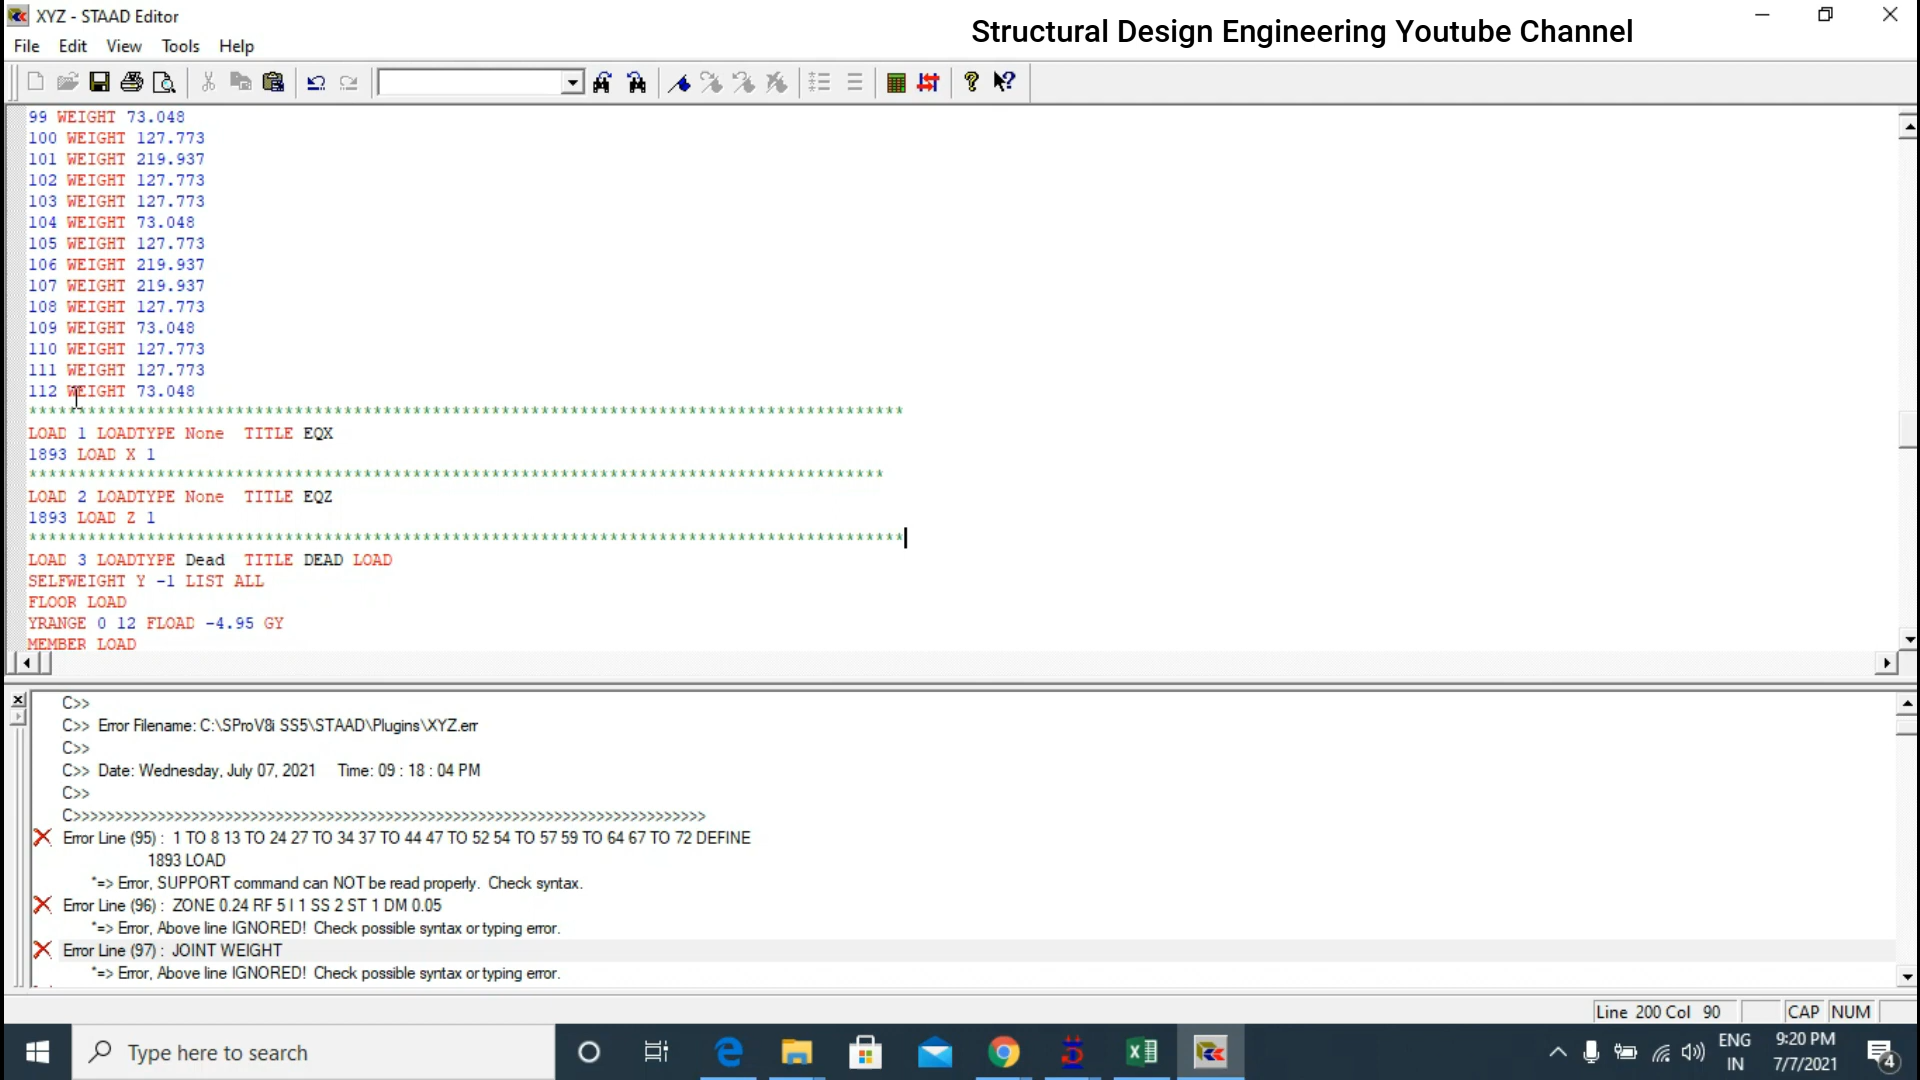 XYZ - STAAD Editor
Structural Design Engineering Youtube Channel
File Edit View Tools Help
99 WEIGHT 73.048
100 WEIGHT 127.773
101 WEIGHT 219.937
102 WEIGHT 127.773
103 WEIGHT 127.773
104 WEIGHT 73.048
105 WEIGHT 127.773
106 WEIGHT 219.937
107 WEIGHT 219.937
108 WEIGHT 127.773
109 WEIGHT 73.048
110 WEIGHT 127.773
111 WEIGHT 127.773
112 WEIGHT 73.048
*****************************************************************************************
LOAD 1 LOADTYPE None TITLE EQX
1893 LOAD X 1
***************************************************************************************
LOAD 2 LOADTYPE None TITLE EQZ
1893 LOAD Z 1
*****************************************************************************************
LOAD 3 LOADTYPE Dead TITLE DEAD LOAD
SELFWEIGHT Y -1 LIST ALL
FLOOR LOAD
YRANGE 0 12 FLOAD -4.95 GY
MEMBER LOAD
C>>
C>> Error Filename: C:\SProV8i SS5\STAAD\Plugins\XYZ.err
C>>
C>> Date: Wednesday, July 07, 2021 Time: 09 : 18 : 04 PM
C>>
C>>>>>>>>>>>>>>>>>>>>>>>>>>>>>>>>>>>>>>>>>>>>>>>>>>>>>>>>>>>>>>>>>>>>>>>>
Error Line (95) : 1 TO 8 13 TO 24 27 TO 34 37 TO 44 47 TO 52 54 TO 57 59 TO 64 67 TO 72 DEFINE
1893 LOAD
*=> Error, SUPPORT command can NOT be read properly. Check syntax.
Error Line (96) : ZONE 0.24 RF 5 I 1 SS 2 ST 1 DM 0.05
*=> Error, Above line IGNORED! Check possible syntax or typing error.
Error Line (97) : JOINT WEIGHT
*=> Error, Above line IGNORED! Check possible syntax or typing error.
Line 200 Col 90 CAP NUM
Type here to search
ENG
IN
9:20 PM
7/7/2021
4